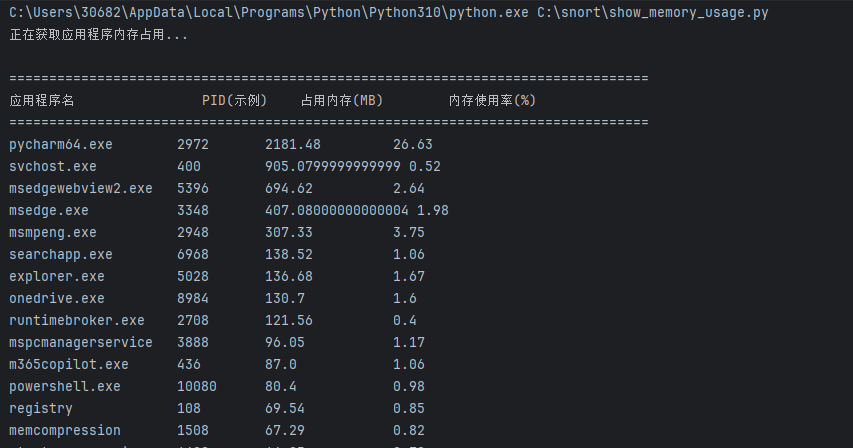 C:\Users\30682\AppData\Local\Programs\Python\Python310\python.exe C:\snort\show_memory_usage.py
正在获取应用程序内存占用...
================================================================================
应用程序名 PID(示例) 占用内存(MB) 内存使用率(%)
================================================================================
pycharm64.exe 2972 2181.48 26.63
svchost.exe 400 905.0799999999999 0.52
msedgewebview2.exe 5396 694.62 2.64
msedge.exe 3348 407.08000000000004 1.98
msmpeng.exe 2948 307.33 3.75
searchapp.exe 6968 138.52 1.06
explorer.exe 5028 136.68 1.67
onedrive.exe 8984 130.7 1.6
runtimebroker.exe 2708 121.56 0.4
mspcmanagerservice 3888 96.05 1.17
m365copilot.exe 436 87.0 1.06
powershell.exe 10080 80.4 0.98
registry 108 69.54 0.85
memcompression 1508 67.29 0.82